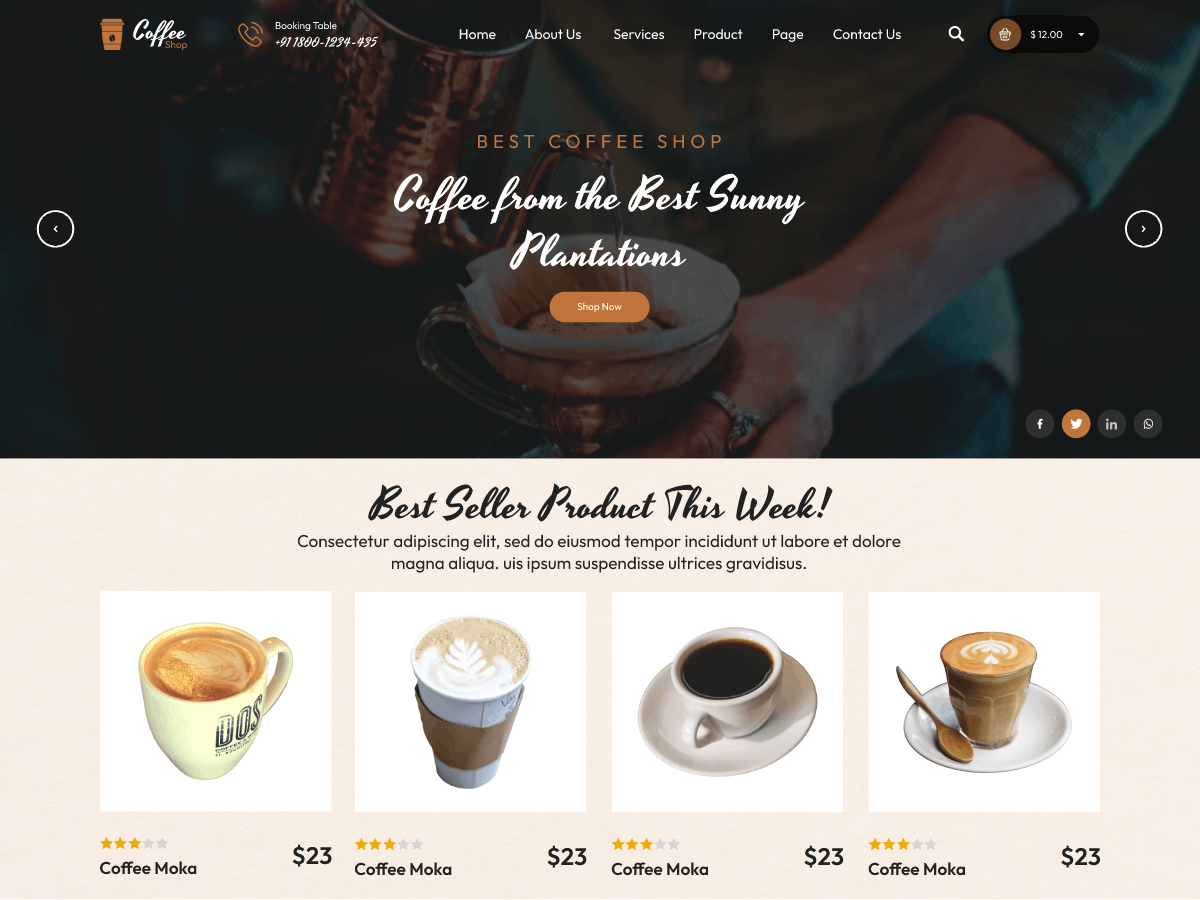 Coffee
Shop
Booking Table
+91 1800-1234-435
Home About Us Services Product Page Contact Us
$ 12.00
BEST COFFEE SHOP
Coffee from the Best Sunny
Plantations
Shop Now
Best Seller Product This Week!
Consectetur adipiscing elit, sed do eiusmod tempor incididunt ut labore et dolore
magna aliqua. uis ipsum suspendisse ultrices gravidisus.
DOS
$23 $23 $23 $23
Coffee Moka Coffee Moka Coffee Moka Coffee Moka